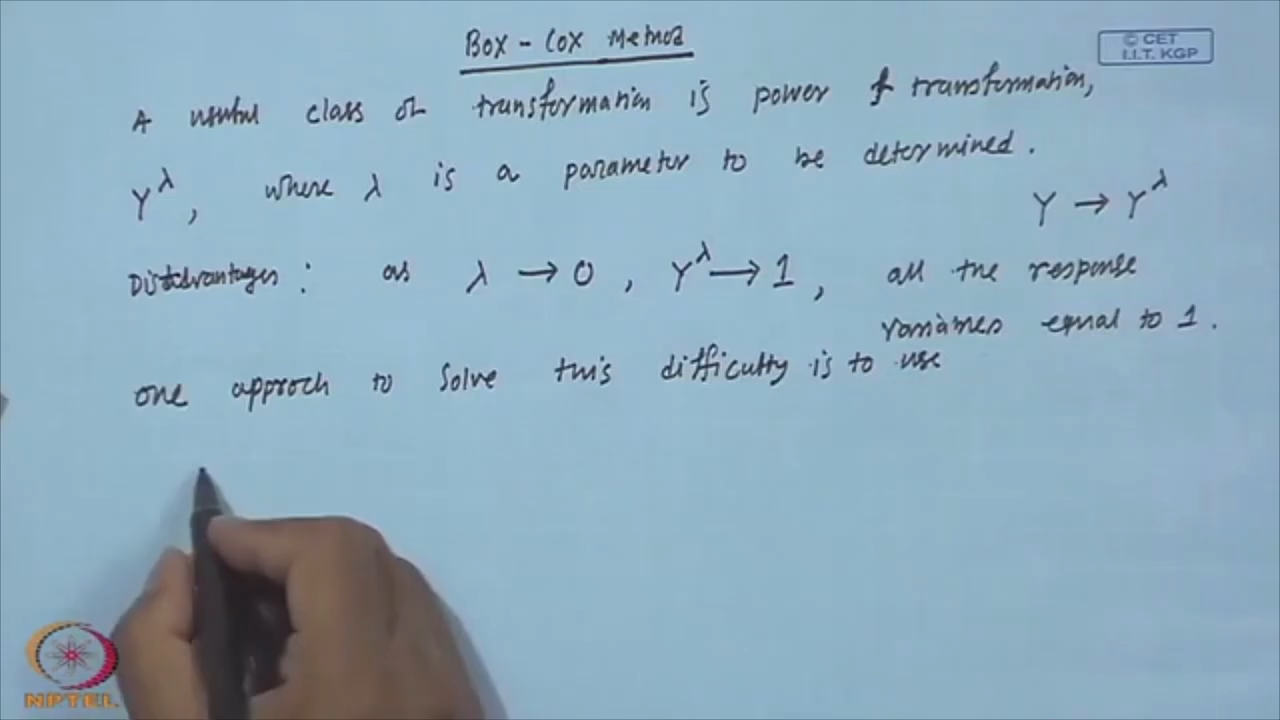 Box - Cox Method
© CET
I.I.T. KGP
A useful class of transformation is power transformation,
Y^λ, where λ is a parameter to be determined.
Y → Y^λ
Disadvantages : as λ → 0, Y^λ → 1, all the response
variables equal to 1.
one approch to solve this difficulty is to use
NPTEL